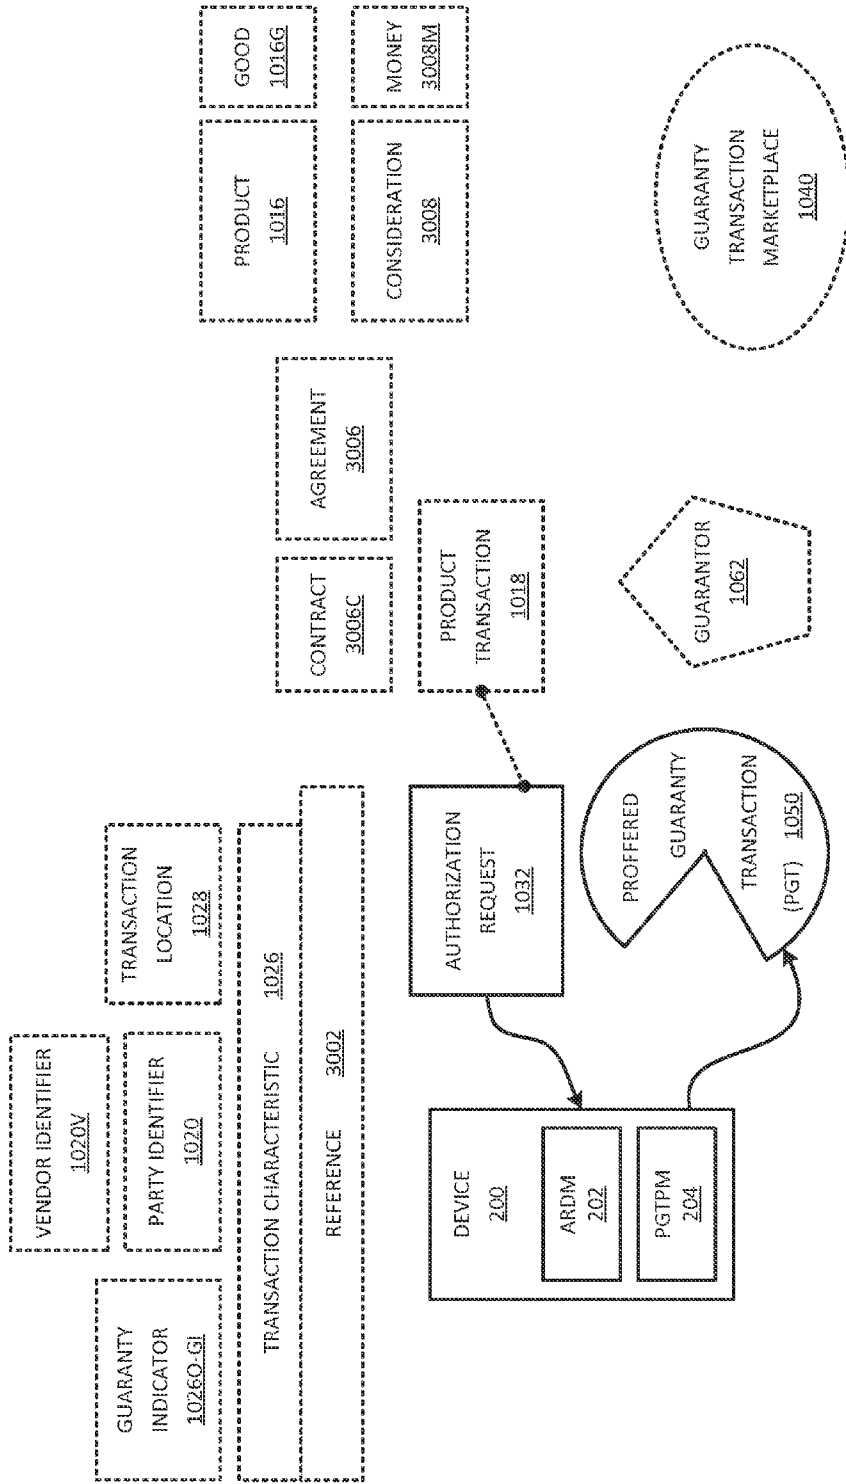 VENDOR IDENTIFIER
1020V
GUARANTY
INDICATOR
1026O-GI
PARTY IDENTIFIER
1020
TRANSACTION
LOCATION
1028
TRANSACTION CHARACTERISTIC 1026
REFERENCE 3002
PRODUCT
1016
GOOD
1016G
CONTRACT
3006C
AGREEMENT
3006
CONSIDERATION
3008
MONEY
3008M
DEVICE
200
ARDM
202
PGTPM
204
AUTHORIZATION
REQUEST
1032
PRODUCT
TRANSACTION
1018
PROFFERED
GUARANTY
TRANSACTION
(PGT) 1050
GUARANTOR
1062
GUARANTY
TRANSACTION
MARKETPLACE
1040